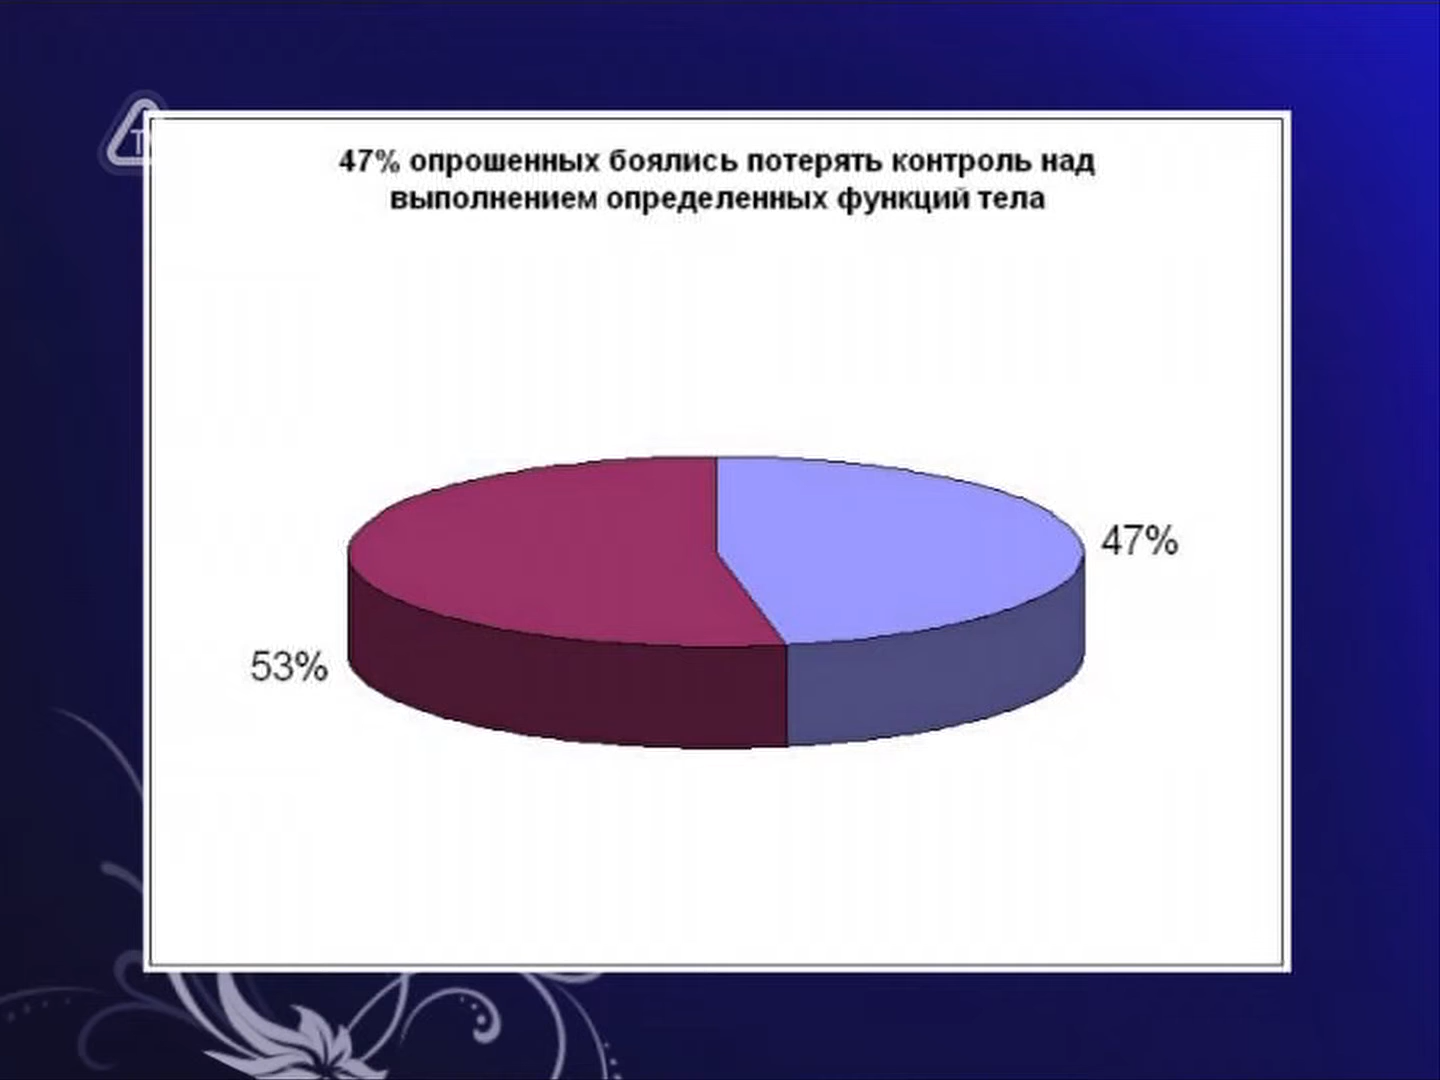 47% опрошенных боялись потерять контроль над
выполнением определенных функций тела
47%
53%